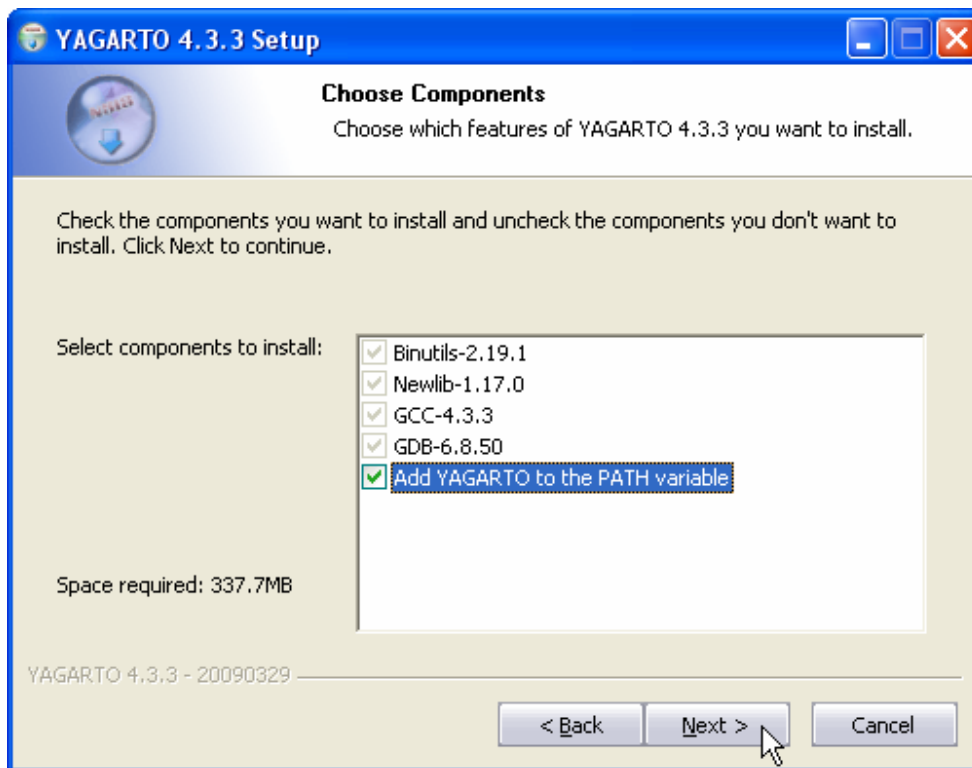 YAGARTO 4.3.3 Setup
Choose Components
Choose which features of YAGARTO 4.3.3 you want to install.
Check the components you want to install and uncheck the components you don't want to
install. Click Next to continue.
Select components to install:
Binutils-2.19.1
Newlib-1.17.0
GCC-4.3.3
GDB-6.8.50
Add YAGARTO to the PATH variable
Space required: 337.7MB
YAGARTO 4.3.3 - 20090329
< Back
Next >
Cancel